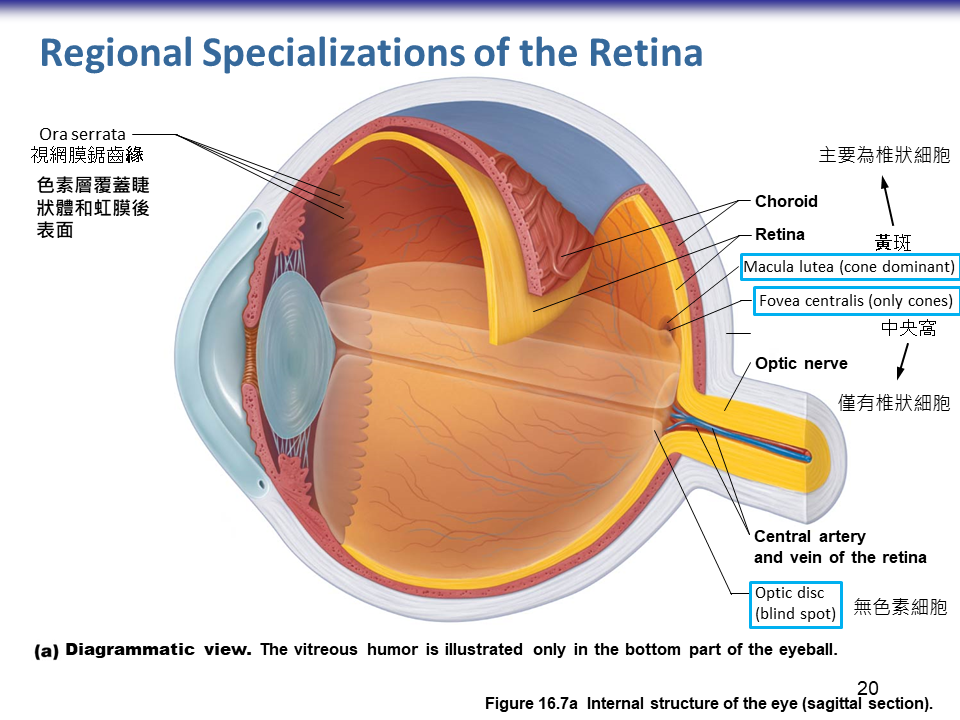 Regional Specializations of the Retina
Ora serrata
視網膜鋸齒緣
色素層覆蓋睫
狀體和虹膜後
表面
主要為椎狀細胞
Choroid
Retina
黃斑
Macula lutea (cone dominant)
Fovea centralis (only cones)
中央窩
Optic nerve
僅有椎狀細胞
Central artery
and vein of the retina
Optic disc
(blind spot)
無色素細胞
(a) Diagrammatic view. The vitreous humor is illustrated only in the bottom part of the eyeball.
20
Figure 16.7a Internal structure of the eye (sagittal section).